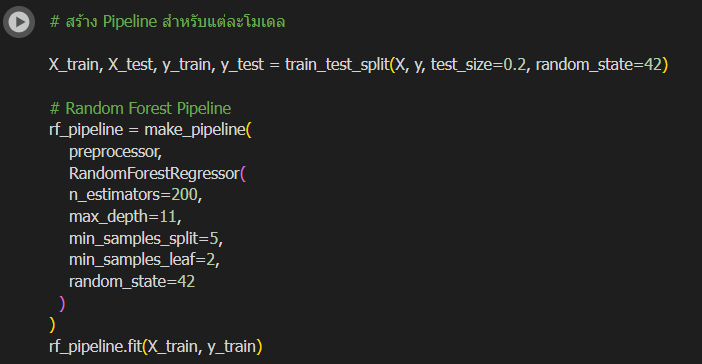 # สร้าง Pipeline สำหรับแต่ละโมเดล
X_train, X_test, y_train, y_test = train_test_split(X, y, test_size=0.2, random_state=42)
# Random Forest Pipeline
rf_pipeline = make_pipeline(
preprocessor,
RandomForestRegressor(
n_estimators=200,
max_depth=11,
min_samples_split=5,
min_samples_leaf=2,
random_state=42
)
)
rf_pipeline.fit(X_train, y_train)